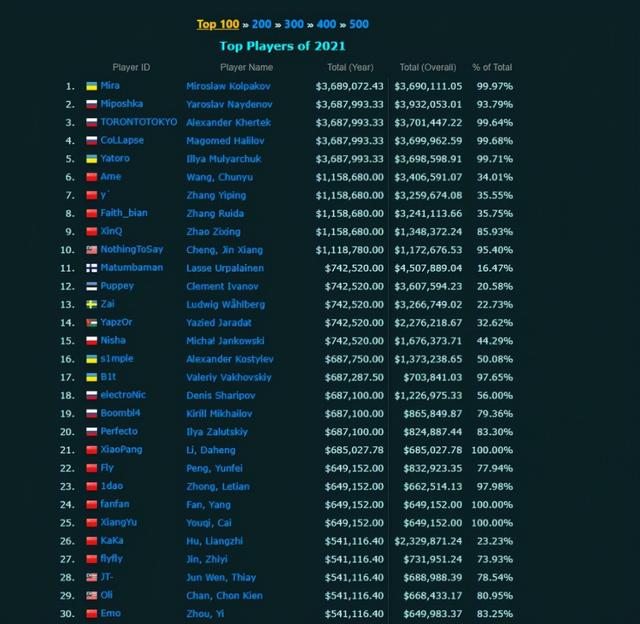 Top 100 » 200 » 300 » 400 » 500
Top Players of 2021
Player ID Player Name Total (Year) Total (Overall) % of Total
1. Mira Miroslaw Kolpakov $3,689,072.43 $3,690,111.05 99.97%
2. Miposhka Yaroslav Naydenov $3,687,993.33 $3,932,053.01 93.79%
3. TORONTOTOKYO Alexander Khertek $3,687,993.33 $3,701,447.22 99.64%
4. CoLLapse Magomed Halilov $3,687,993.33 $3,699,962.59 99.68%
5. Yatoro Illya Mulyarchuk $3,687,993.33 $3,698,598.91 99.71%
6. Ame Wang, Chunyu $1,158,680.00 $3,406,591.07 34.01%
7. y` Zhang Yiping $1,158,680.00 $3,259,674.08 35.55%
8. Faith_bian Zhang Ruida $1,158,680.00 $3,241,113.66 35.75%
9. XinQ Zhao Zixing $1,158,680.00 $1,348,372.24 85.93%
10. NothingToSay Cheng, Jin Xiang $1,118,780.00 $1,172,676.53 95.40%
11. Matumbaman Lasse Urpalainen $742,520.00 $4,507,889.04 16.47%
12. Puppey Clement Ivanov $742,520.00 $3,607,594.23 20.58%
13. Zai Ludwig Wåhlberg $742,520.00 $3,266,749.02 22.73%
14. YapzOr Yazied Jaradat $742,520.00 $2,276,218.67 32.62%
15. Nisha Michał Jankowski $742,520.00 $1,676,373.71 44.29%
16. s1mple Alexander Kostylev $687,750.00 $1,373,238.65 50.08%
17. B1t Valeriy Vakhovskiy $687,287.50 $703,841.03 97.65%
18. electroNic Denis Sharipov $687,100.00 $1,226,975.33 56.00%
19. Boombl4 Kirill Mikhailov $687,100.00 $865,849.87 79.36%
20. Perfecto Ilya Zalutskiy $687,100.00 $824,887.44 83.30%
21. XiaoPang Li, Daheng $685,027.78 $685,027.78 100.00%
22. Fly Peng, Yunfei $649,152.00 $832,923.35 77.94%
23. 1dao Zhong, Letian $649,152.00 $662,514.13 97.98%
24. fanfan Fan, Yang $649,152.00 $649,152.00 100.00%
25. XiangYu Youqi, Cai $649,152.00 $649,152.00 100.00%
26. KaKa Hu, Liangzhi $541,116.40 $2,329,871.24 23.23%
27. flyfly Jin, Zhiyi $541,116.40 $731,951.24 73.93%
28. JT- Jun Wen, Thiay $541,116.40 $688,988.39 78.54%
29. Oli Chan, Chon Kien $541,116.40 $668,433.17 80.95%
30. Emo Zhou, Yi $541,116.40 $649,983.37 83.25%